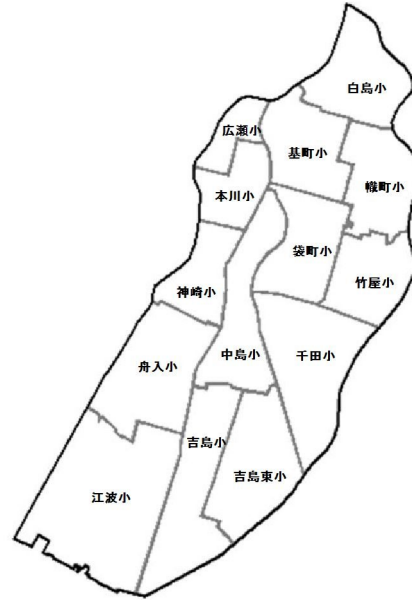 白島小
広瀬小
基町小
幟町小
本川小
袋町小
竹屋小
神崎小
中島小
千田小
舟入小
吉島小
吉島東小
江波小